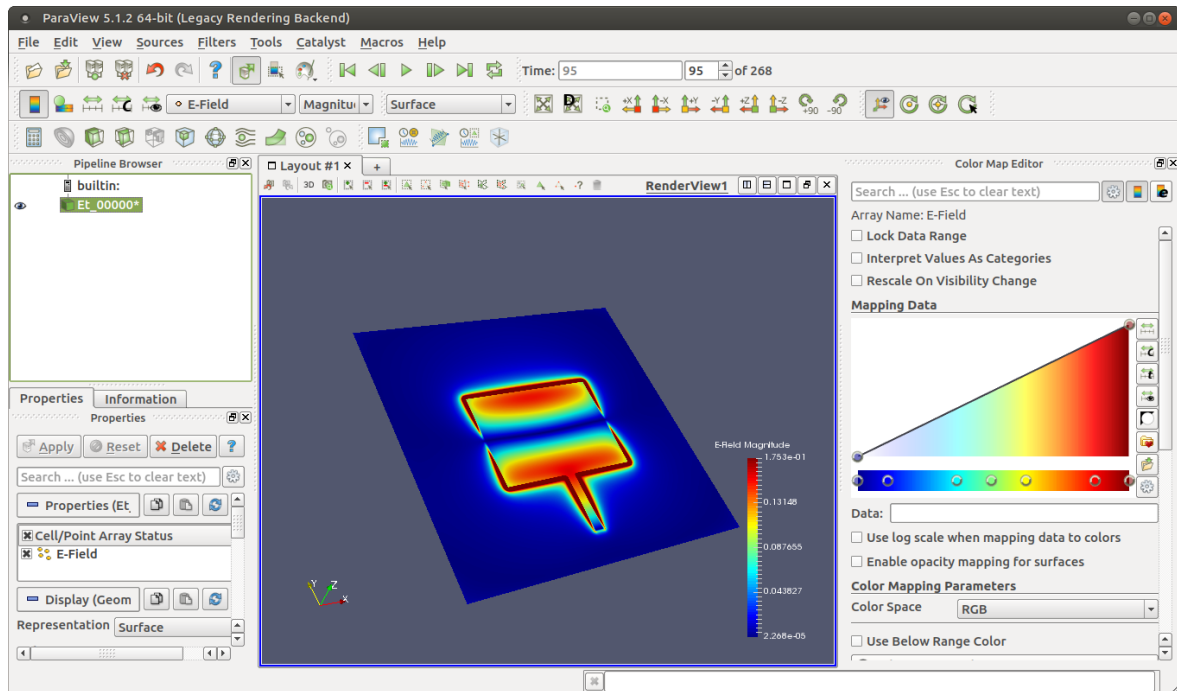 ParaView 5.1.2 64-bit (Legacy Rendering Backend)
File Edit View Sources Filters Tools Catalyst Macros Help
Time: 95 95 of 268
E-Field Magnitu Surface +X -X +Y -Y +Z -Z +90 -90
Pipeline Browser
builtin:
Et_00000*
Properties Information
Properties
Apply Reset Delete ?
Search ... (use Esc to clear text)
Properties (Et_
Cell/Point Array Status
E-Field
Display (Geom
Representation Surface
Layout #1 × +
3D RenderView1
E-Field Magnitude
1.753e-01
0.13148
0.087655
0.043827
2.268e-05
Y Z X
Color Map Editor
Search ... (use Esc to clear text)
Array Name: E-Field
Lock Data Range
Interpret Values As Categories
Rescale On Visibility Change
Mapping Data
Data:
Use log scale when mapping data to colors
Enable opacity mapping for surfaces
Color Mapping Parameters
Color Space RGB
Use Below Range Color